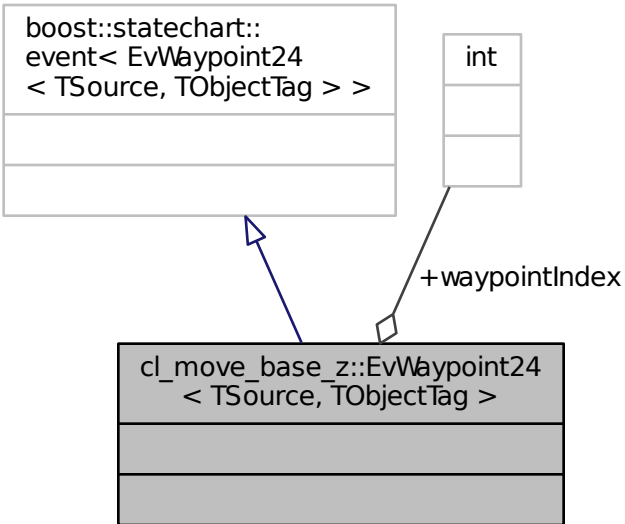 boost::statechart::
event< EvWaypoint24
< TSource, TObjectTag > >
int
+waypointIndex
cl_move_base_z::EvWaypoint24
< TSource, TObjectTag >